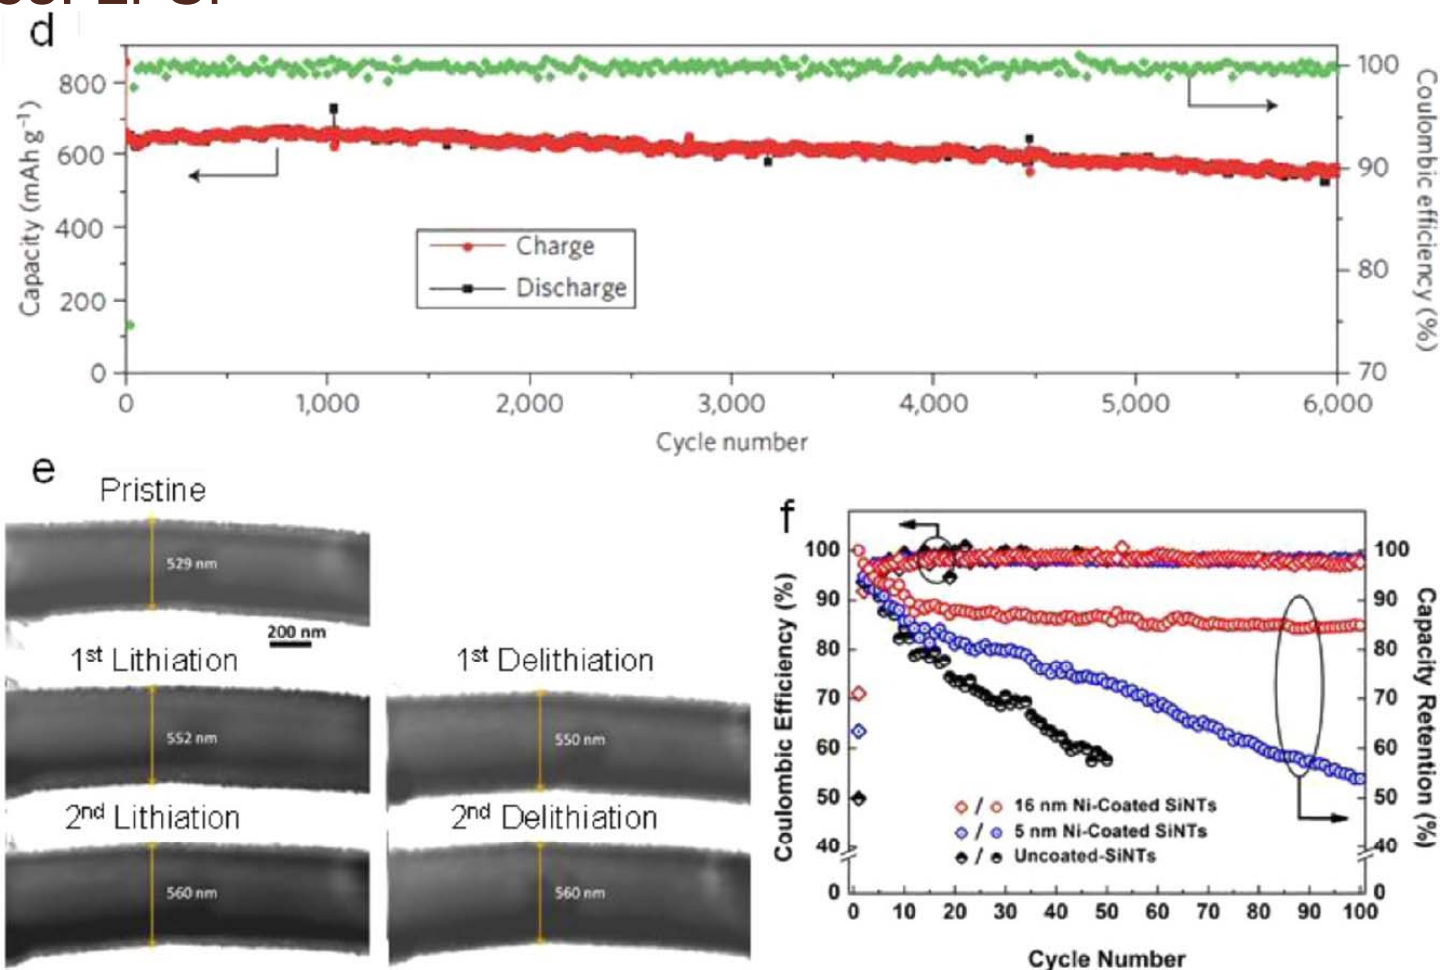 d
800
600
400
200
0
Capacity (mAh g⁻¹)
Charge
Discharge
100
90
80
70
Coulombic efficiency (%)
0 1,000 2,000 3,000 4,000 5,000 6,000
Cycle number
e
Pristine
529 nm
200 nm
1st Lithiation
552 nm
1st Delithiation
550 nm
2nd Lithiation
560 nm
2nd Delithiation
560 nm
f
Coulombic Efficiency (%)
100
90
80
70
60
50
40
0
/ 16 nm Ni-Coated SiNTs
/ 5 nm Ni-Coated SiNTs
/ Uncoated-SiNTs
100
90
80
70
60
50
40
0
Capacity Retention (%)
0 10 20 30 40 50 60 70 80 90 100
Cycle Number